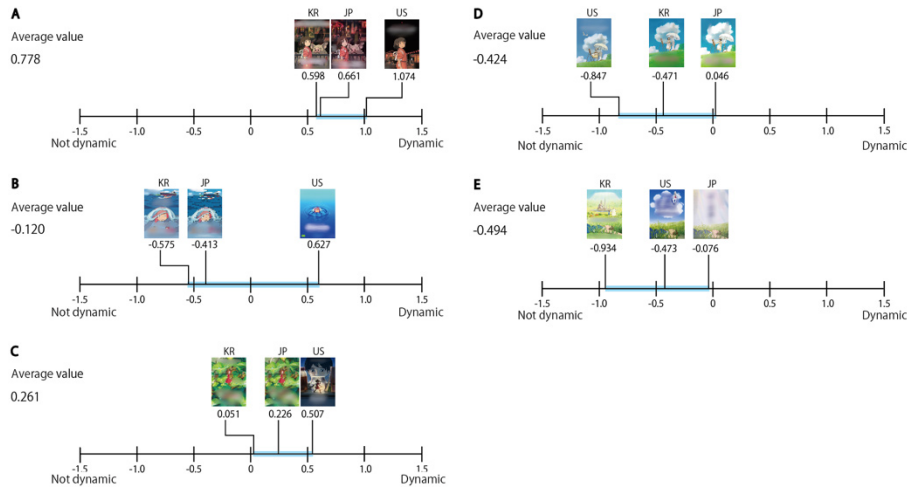 A
Average value
0.778
KR JP US
0.598 0.661 1.074
-1.5 -1.0 -0.5 0 0.5 1.0 1.5
Not dynamic Dynamic
B
Average value
-0.120
KR JP US
-0.575 -0.413 0.627
-1.5 -1.0 -0.5 0 0.5 1.0 1.5
Not dynamic Dynamic
C
Average value
0.261
KR JP US
0.051 0.226 0.507
-1.5 -1.0 -0.5 0 0.5 1.0 1.5
Not dynamic Dynamic
D
Average value
-0.424
US KR JP
-0.847 -0.471 0.046
-1.5 -1.0 -0.5 0 0.5 1.0 1.5
Not dynamic Dynamic
E
Average value
-0.494
KR US JP
-0.934 -0.473 -0.076
-1.5 -1.0 -0.5 0 0.5 1.0 1.5
Not dynamic Dynamic